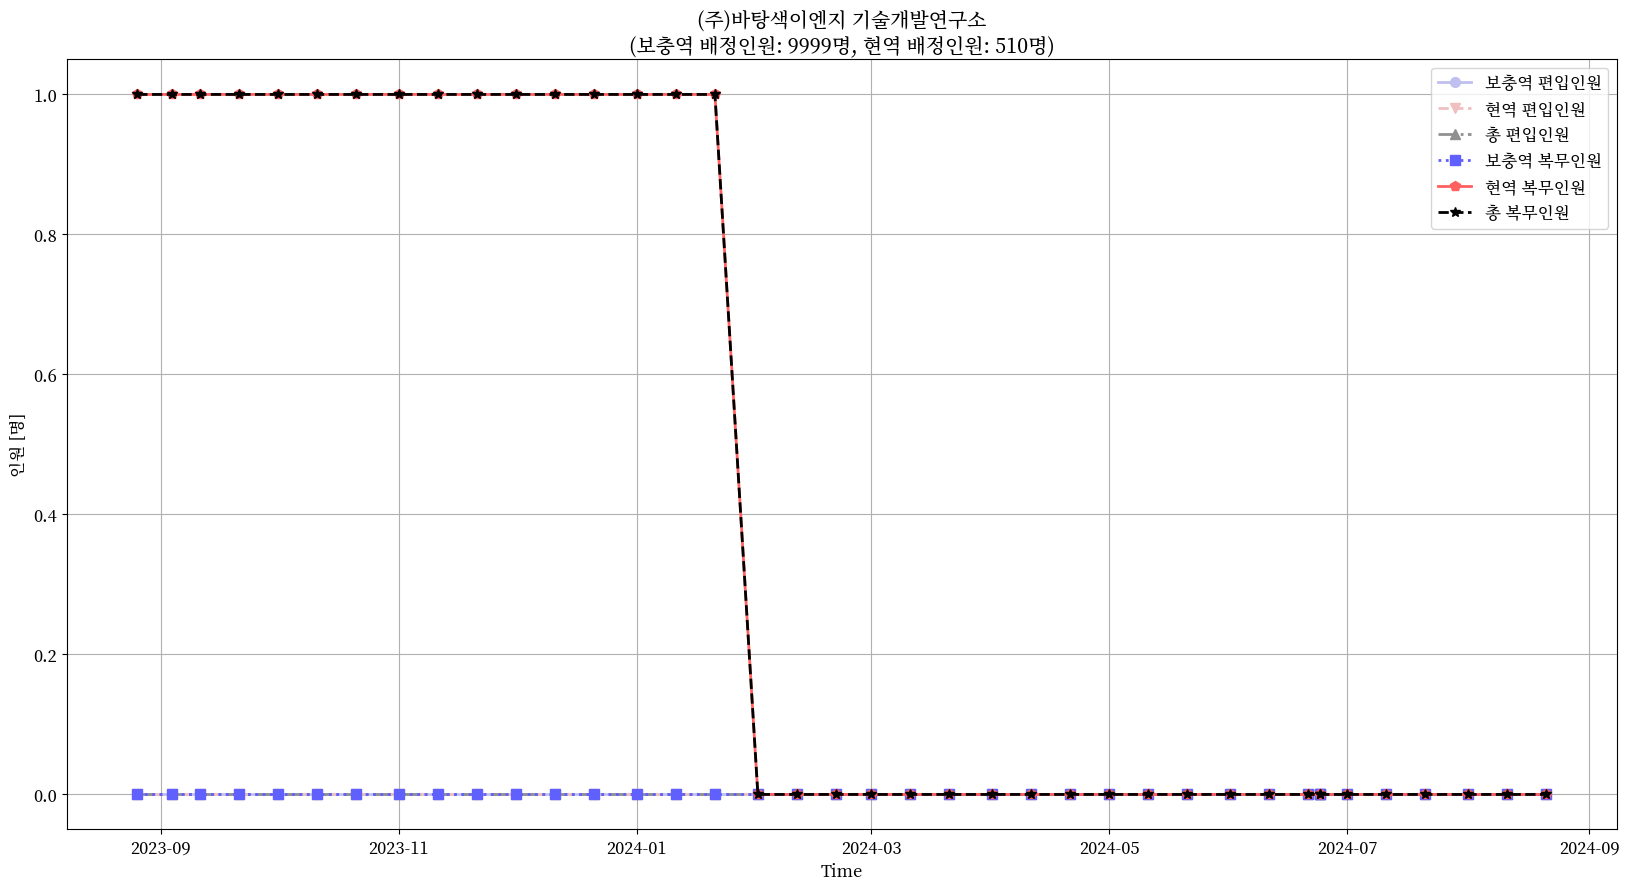 (주)바탕색이엔지 기술개발연구소
(보충역 배정인원: 9999명, 현역 배정인원: 510명)
보충역 편입인원
현역 편입인원
총 편입인원
보충역 복무인원
현역 복무인원
총 복무인원
1.0
0.8
0.6
0.4
0.2
0.0
인원 [명]
2023-09
2023-11
2024-01
2024-03
2024-05
2024-07
2024-09
Time